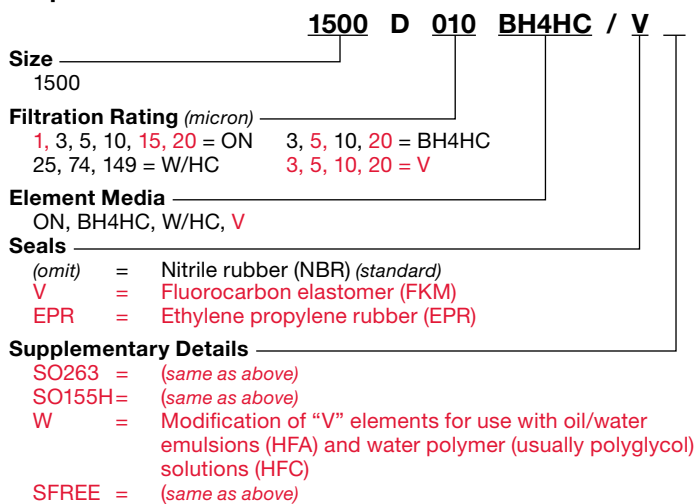 1500 D 010 BH4HC / V
Size
1500
Filtration Rating (micron)
1, 3, 5, 10, 15, 20 = ON 3, 5, 10, 20 = BH4HC
25, 74, 149 = W/HC 3, 5, 10, 20 = V
Element Media
ON, BH4HC, W/HC, V
Seals
(omit) = Nitrile rubber (NBR) (standard)
V = Fluorocarbon elastomer (FKM)
EPR = Ethylene propylene rubber (EPR)
Supplementary Details
SO263 = (same as above)
SO155H= (same as above)
W = Modification of “V” elements for use with oil/water
emulsions (HFA) and water polymer (usually polyglycol)
solutions (HFC)
SFREE = (same as above)